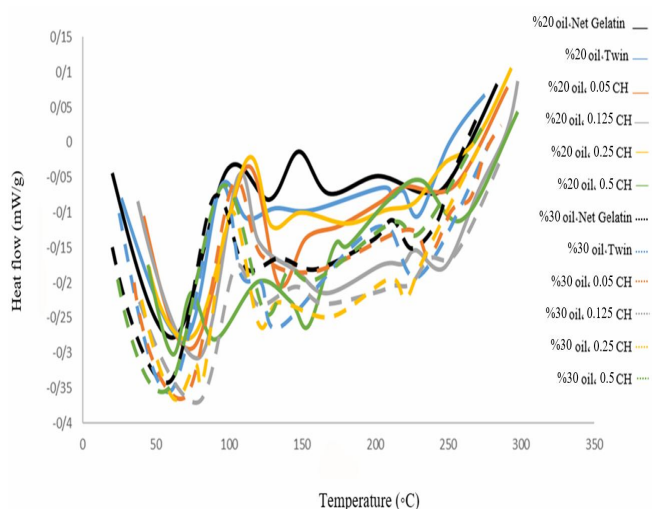 0/15
0/1
0/05
0
-0/05
-0/1
-0/15
-0/2
-0/25
-0/3
-0/35
-0/4
Heat flow (mW/g)
0 50 100 150 200 250 300 350
Temperature (◦C)
%20 oil، Net Gelatin
%20 oil، Twin
%20 oil، 0.05 CH
%20 oil، 0.125 CH
%20 oil، 0.25 CH
%20 oil، 0.5 CH
%30 oil، Net Gelatin
%30 oil، Twin
%30 oil، 0.05 CH
%30 oil، 0.125 CH
%30 oil، 0.25 CH
%30 oil، 0.5 CH